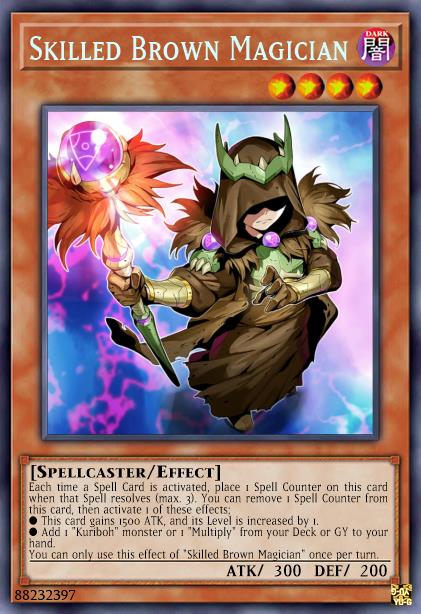 Skilled Brown Magician
DARK
闇
[Spellcaster/Effect]
Each time a Spell Card is activated, place 1 Spell Counter on this card
when that Spell resolves (max. 3). You can remove 1 Spell Counter from
this card, then activate 1 of these effects;
● This card gains 1500 ATK, and its Level is increased by 1.
● Add 1 "Kuriboh" monster or 1 "Multiply" from your Deck or GY to your
hand.
You can only use this effect of "Skilled Brown Magician" once per turn.
ATK/ 300 DEF/ 200
88232397